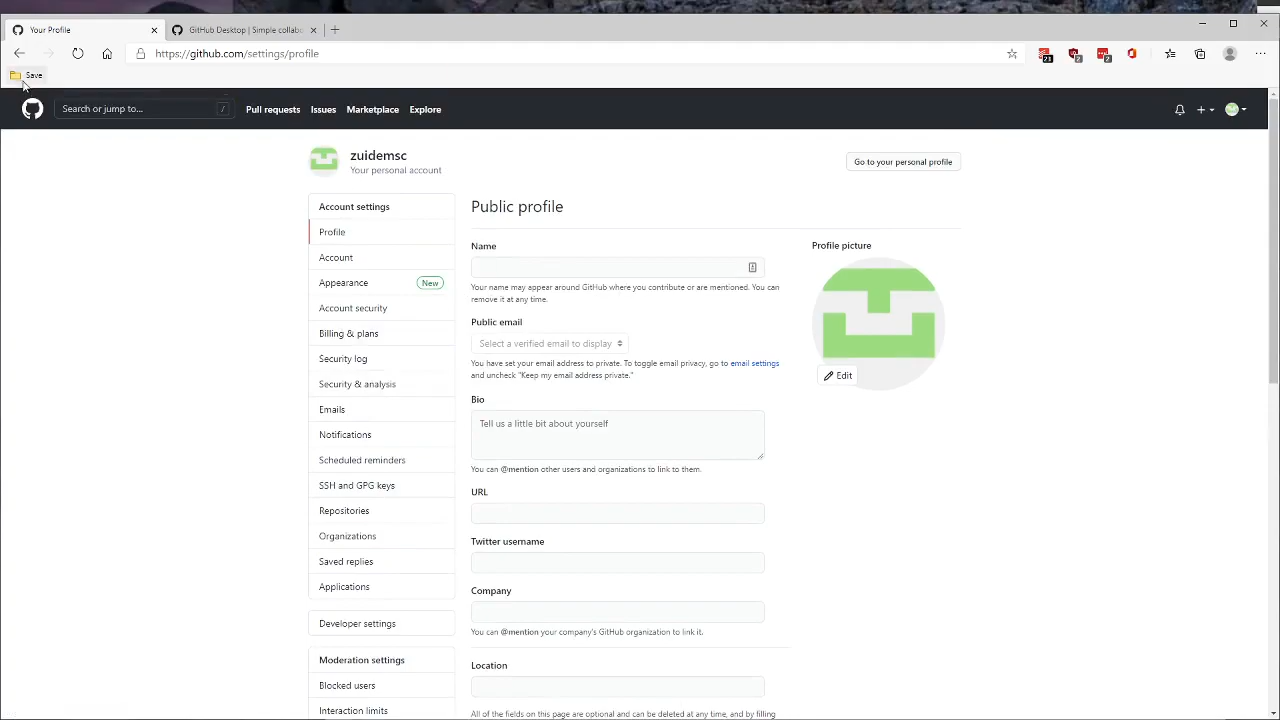 Your Profile
GitHub Desktop | Simple collab
https://github.com/settings/profile
21
2
2
Save
Search or jump to...
/
Pull requests
Issues
Marketplace
Explore
zuidemsc
Your personal account
Go to your personal profile
Account settings
Profile
Account
Appearance
New
Account security
Billing & plans
Security log
Security & analysis
Emails
Notifications
Scheduled reminders
SSH and GPG keys
Repositories
Organizations
Saved replies
Applications
Developer settings
Moderation settings
Blocked users
Interaction limits
Public profile
Name
Your name may appear around GitHub where you contribute or are mentioned. You can
remove it at any time.
Public email
Select a verified email to display
You have set your email address to private. To toggle email privacy, go to email settings
and uncheck "Keep my email address private."
Bio
Tell us a little bit about yourself
You can @mention other users and organizations to link to them.
URL
Twitter username
Company
You can @mention your company's GitHub organization to link it.
Location
All of the fields on this page are optional and can be deleted at any time, and by filling
Profile picture
Edit